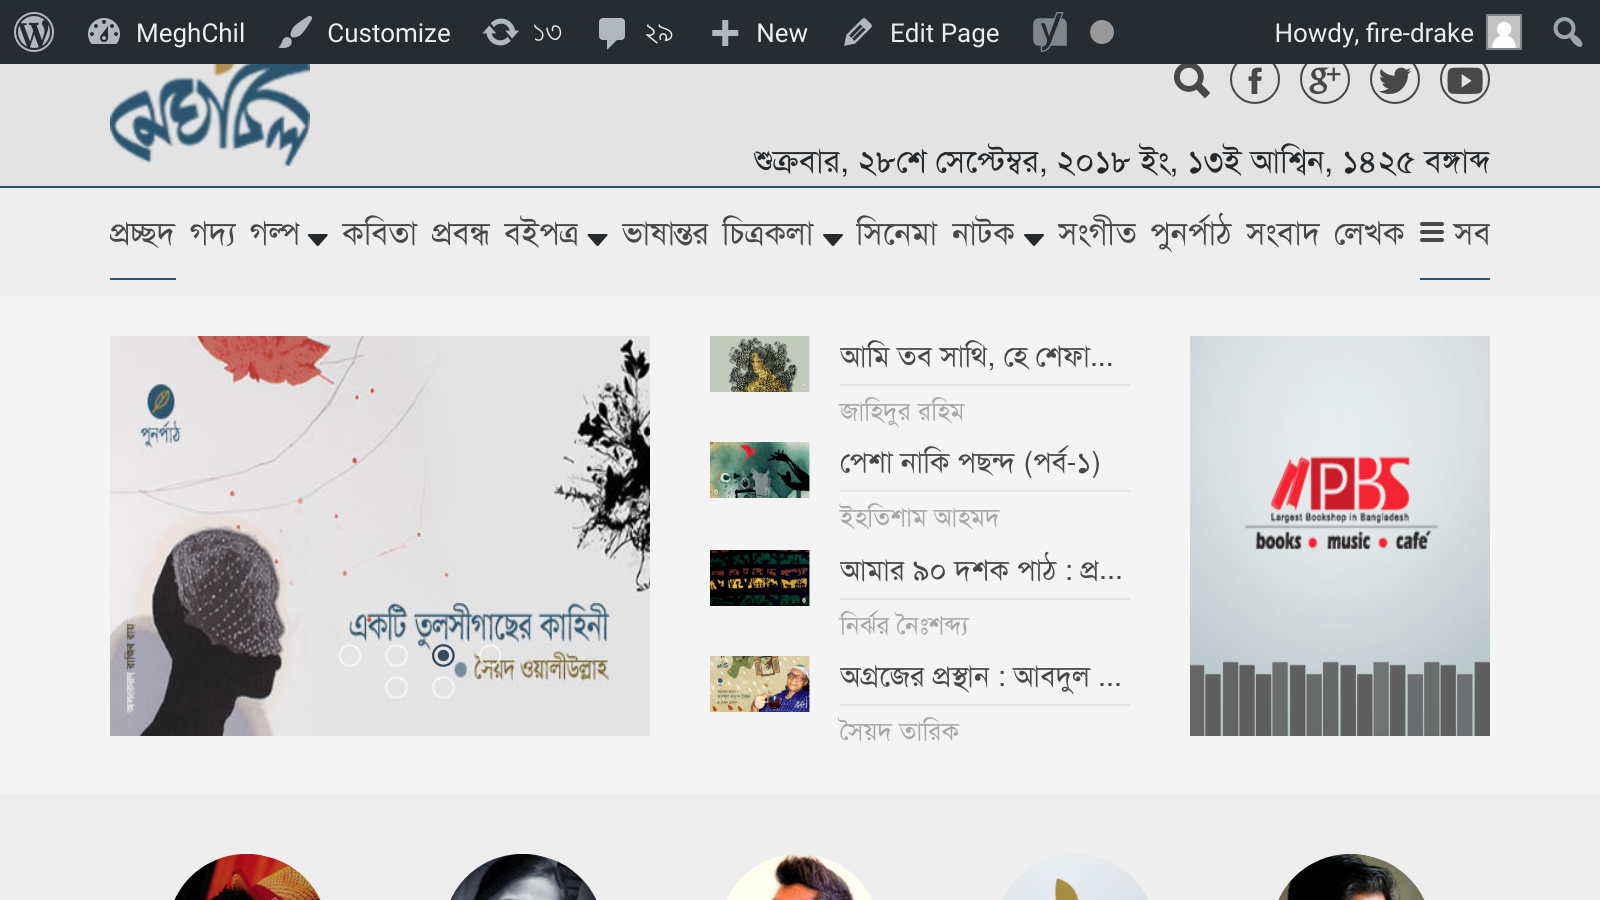 MeghChil Customize ১৩ ২৯ New Edit Page Howdy, fire-drake
মেঘচিল
শুক্রবার, ২৮শে সেপ্টেম্বর, ২০১৮ ইং, ১৩ই আশ্বিন, ১৪২৫ বঙ্গাব্দ
প্রচ্ছদ গদ্য গল্প কবিতা প্রবন্ধ বইপত্র ভাষান্তর চিত্রকলা সিনেমা নাটক সংগীত পুনর্পাঠ সংবাদ লেখক সব
পুনর্পাঠ
একটি তুলসীগাছের কাহিনী
সৈয়দ ওয়ালীউল্লাহ
অলংকরণ রাজিব রায়
আমি তব সাথি, হে শেফা...
জাহিদুর রহিম
পেশা নাকি পছন্দ (পর্ব-১)
ইহতিশাম আহমদ
আমার ৯০ দশক পাঠ : প্র...
নির্ঝর নৈঃশব্দ্য
অগ্রজের প্রস্থান : আবদুল ...
সৈয়দ তারিক
PBS
Largest Bookshop in Bangladesh
books • music • café